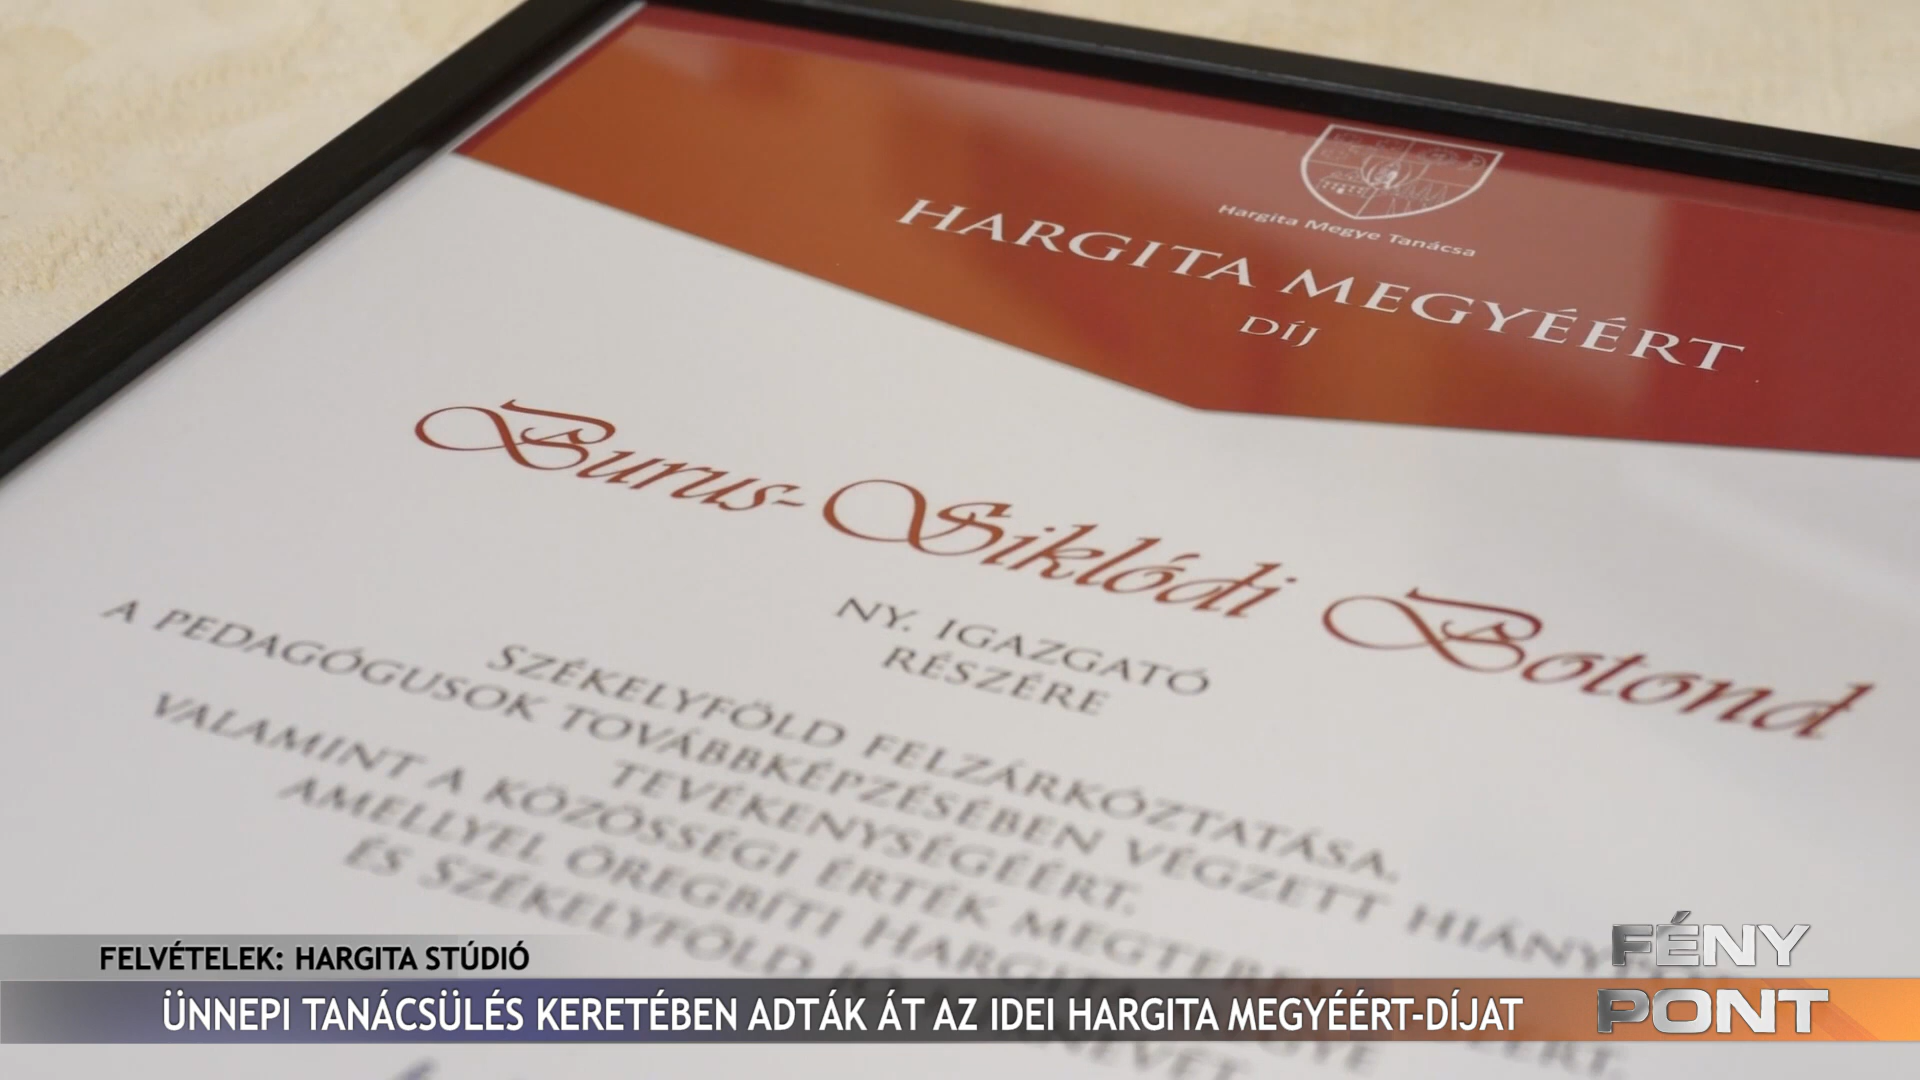 Hargita Megye Tanácsa
HARGITA MEGYÉÉRT
DÍJ
Burus-Siklódi Botond
NY. IGAZGATÓ
RÉSZÉRE
SZÉKELYFÖLD FELZÁRKÓZTATÁSA,
A PEDAGÓGUSOK TOVÁBBKÉPZÉSÉBEN VÉGZETT
TEVÉKENYSÉGÉÉRT,
VALAMINT A KÖZÖSSÉGI ÉRTÉK
AMELLYEL ÖREGBÍTI
ÉS SZÉKELYFÖLD
NEVÉT.
FELVÉTELEK: HARGITA STÚDIÓ
ÜNNEPI TANÁCSÜLÉS KERETÉBEN ADTÁK ÁT AZ IDEI HARGITA MEGYÉÉRT-DÍJAT
FÉNY
PONT